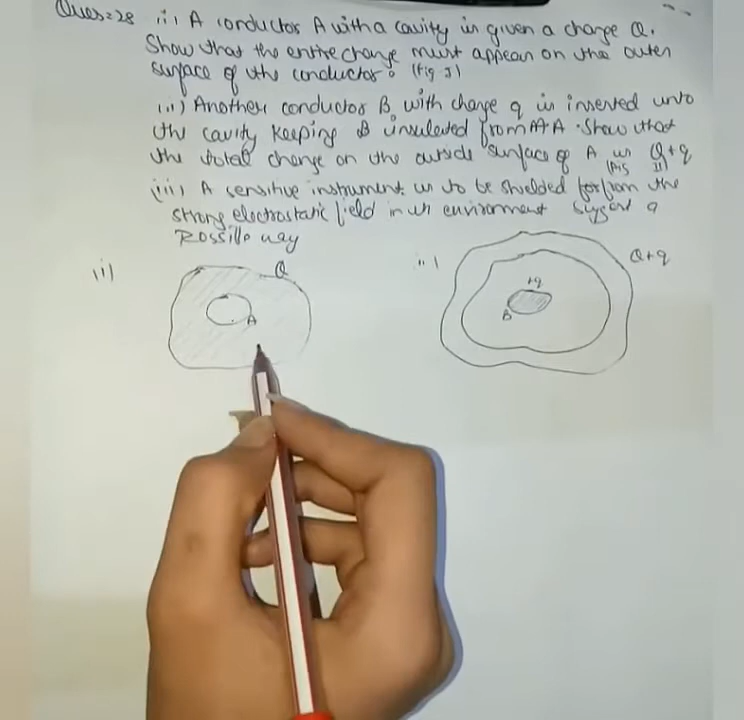 Ques=28 (i) A conductor A with a cavity is given a charge Q.
Show that the entire charge must appear on the outer
surface of the conductor. (Fig I)
(ii) Another conductor B with charge q is inserted into
the cavity keeping B insulated from A. Show that
the total charge on the outside surface of A is Q+q
(Fig II)
(iii) A sensitive instrument is to be shielded from the
strong electrostatic field in its environment sugest a
Possible way
(i) Q
A
ii) Q+q
+q
B